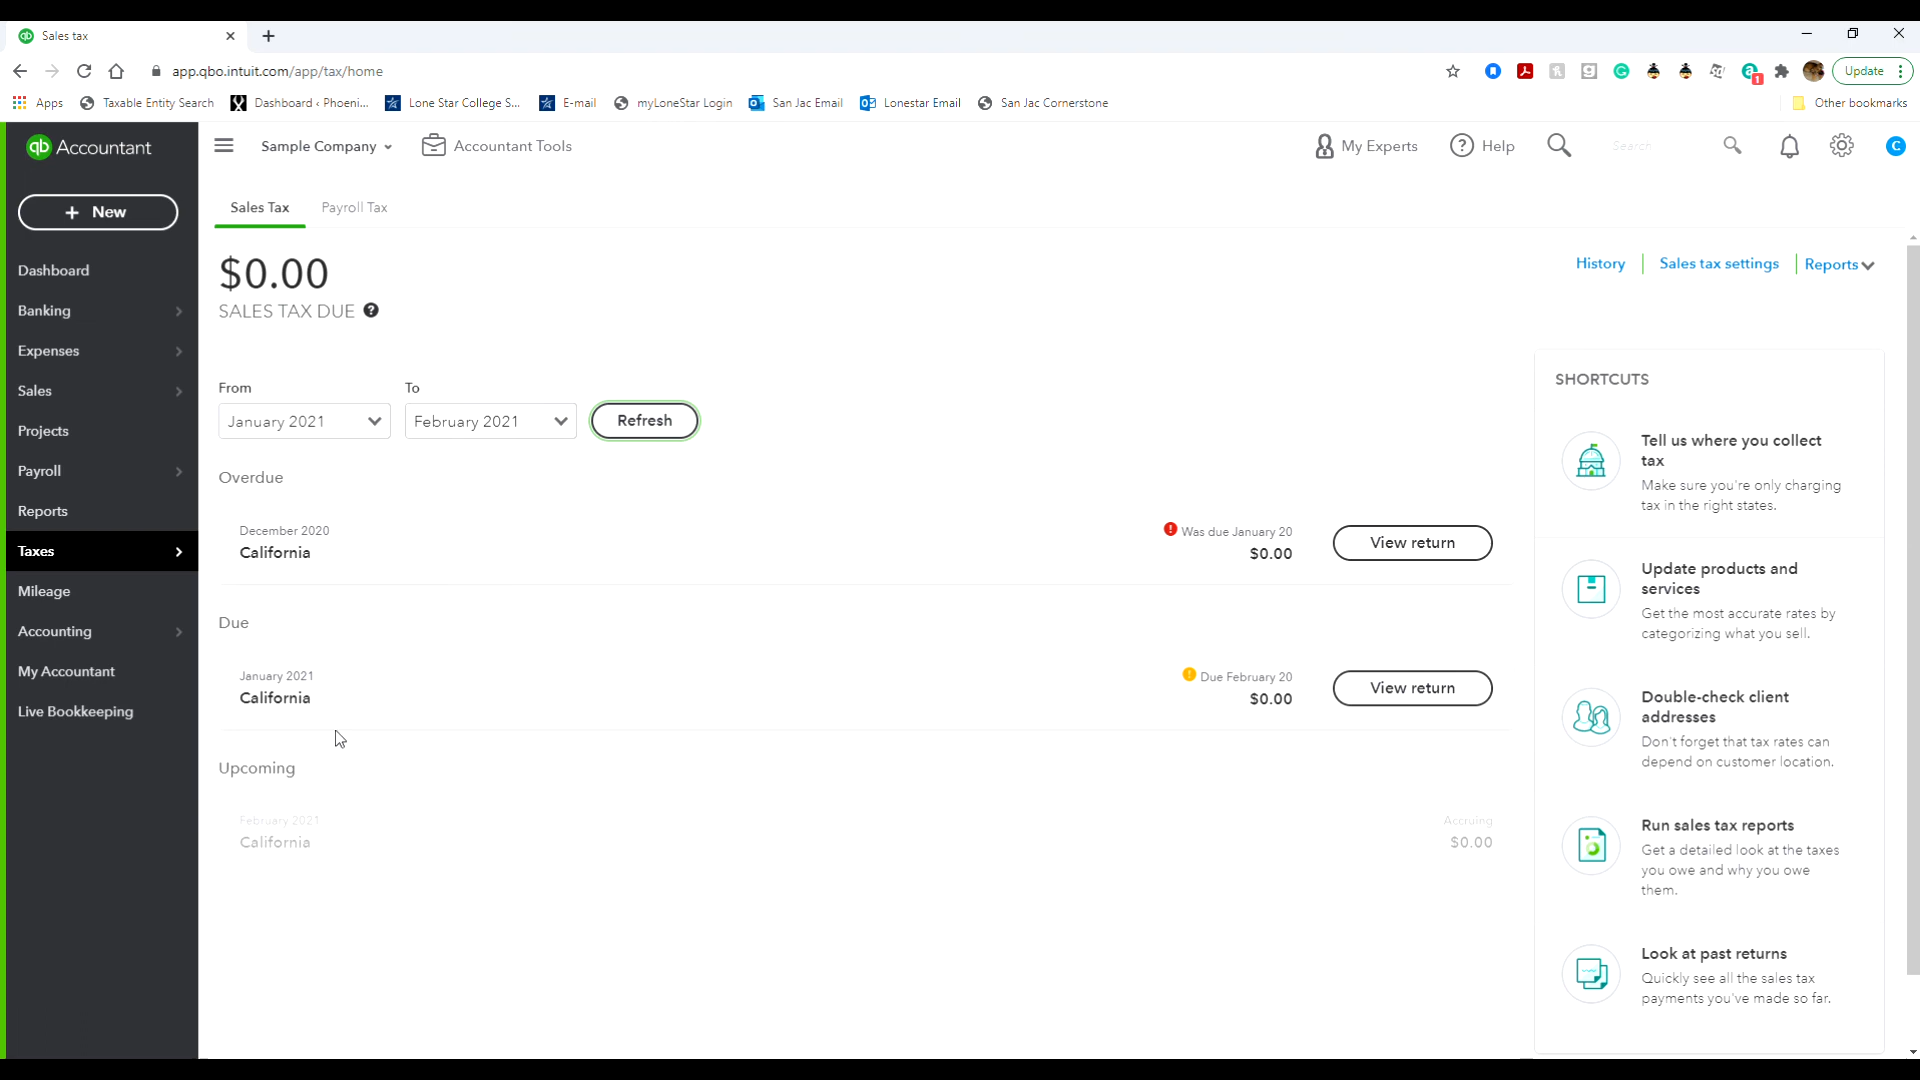 Sales tax
app.qbo.intuit.com/app/tax/home
Update
Apps
Taxable Entity Search
Dashboard ‹ Phoeni...
Lone Star College S...
E-mail
myLoneStar Login
San Jac Email
Lonestar Email
San Jac Cornerstone
Other bookmarks
qb Accountant
Sample Company
Accountant Tools
My Experts
? Help
Search
C
+ New
Sales Tax
Payroll Tax
Dashboard
Banking
Expenses
Sales
Projects
Payroll
Reports
Taxes
Mileage
Accounting
My Accountant
Live Bookkeeping
$0.00
SALES TAX DUE ?
History
Sales tax settings
Reports
From
To
January 2021
February 2021
Refresh
Overdue
December 2020
California
! Was due January 20
$0.00
View return
Due
January 2021
California
! Due February 20
$0.00
View return
Upcoming
February 2021
California
Accruing
$0.00
SHORTCUTS
Tell us where you collect
tax
Make sure you're only charging
tax in the right states.
Update products and
services
Get the most accurate rates by
categorizing what you sell.
Double-check client
addresses
Don't forget that tax rates can
depend on customer location.
Run sales tax reports
Get a detailed look at the taxes
you owe and why you owe
them.
Look at past returns
Quickly see all the sales tax
payments you've made so far.